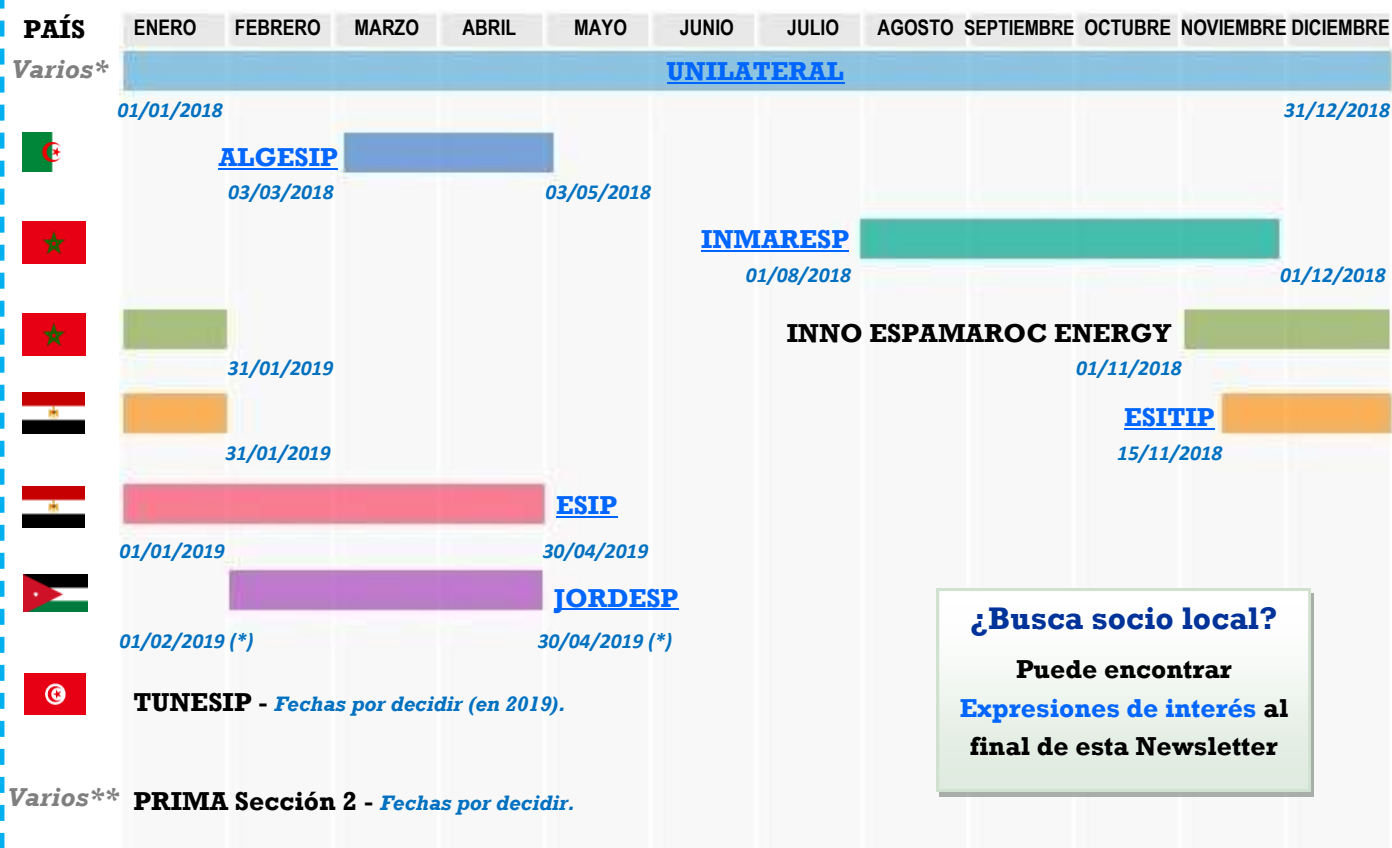 PAÍS ENERO FEBRERO MARZO ABRIL MAYO JUNIO JULIO AGOSTO SEPTIEMBRE OCTUBRE NOVIEMBRE DICIEMBRE
Varios* UNILATERAL
01/01/2018 31/12/2018
ALGESIP
03/03/2018 03/05/2018
INMARESP
01/08/2018 01/12/2018
INNO ESPAMAROC ENERGY
31/01/2019 01/11/2018
ESITIP
31/01/2019 15/11/2018
ESIP
01/01/2019 30/04/2019
JORDESP
01/02/2019 (*) 30/04/2019 (*)
TUNESIP - Fechas por decidir (en 2019).
Varios** PRIMA Sección 2 - Fechas por decidir.
¿Busca socio local?
Puede encontrar
Expresiones de interés al
final de esta Newsletter